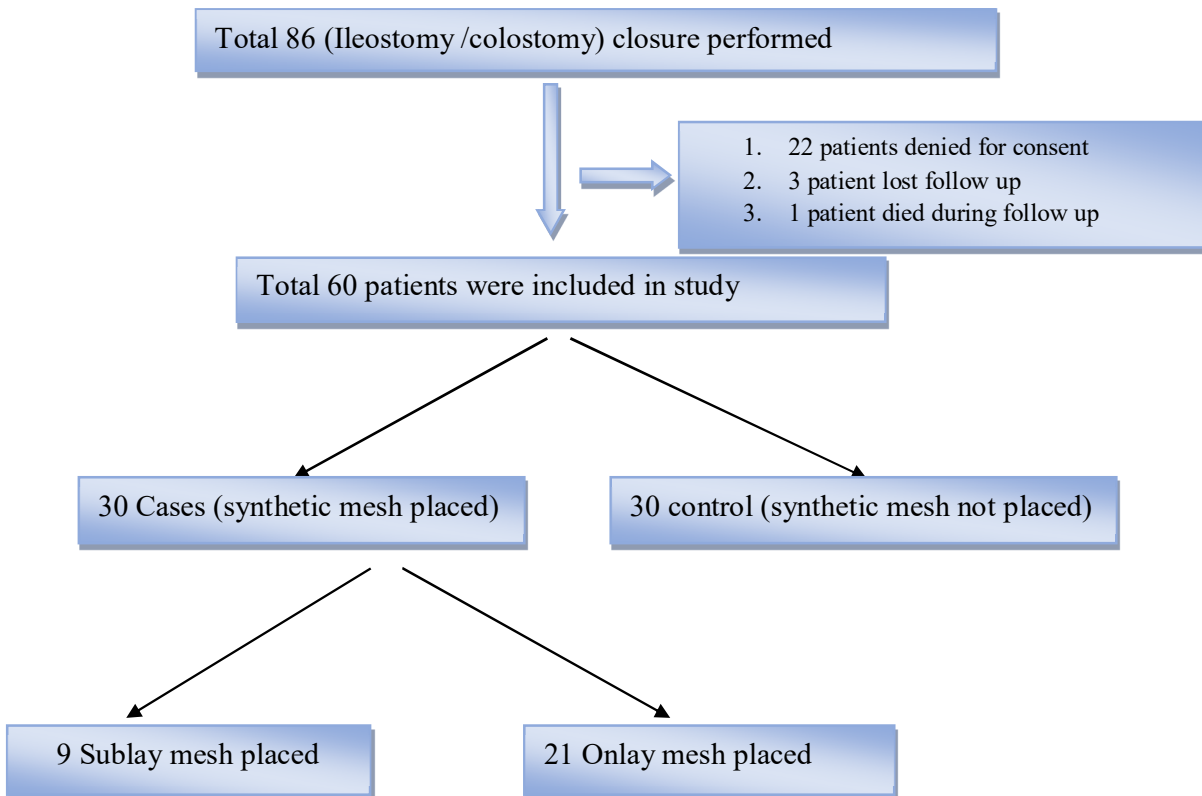 Total 86 (Ileostomy /colostomy) closure performed
1. 22 patients denied for consent
2. 3 patient lost follow up
3. 1 patient died during follow up
Total 60 patients were included in study
30 Cases (synthetic mesh placed)
30 control (synthetic mesh not placed)
9 Sublay mesh placed
21 Onlay mesh placed